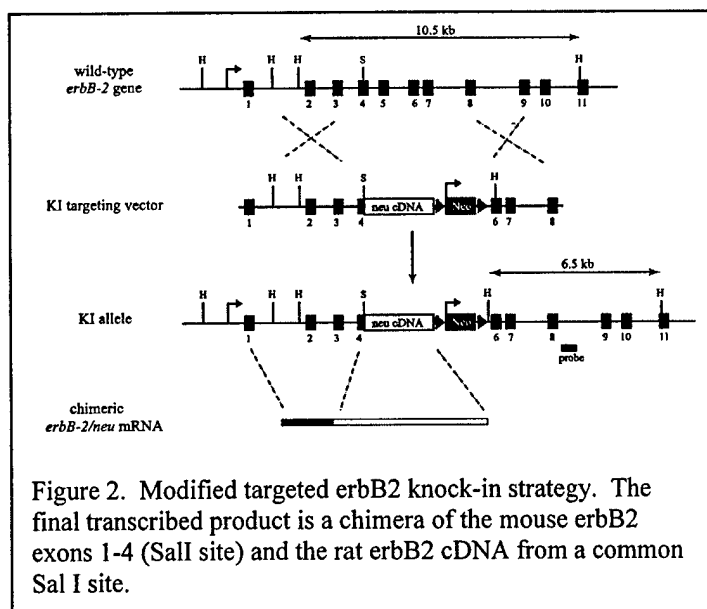 10.5 kb
H H H S H
wild-type
erbB-2 gene
1 2 3 4 5 6 7 8 9 10 11
H H S H
KI targeting vector
neu cDNA Neo
1 2 3 4 6 7 8
6.5 kb
H H H S H H
KI allele
neu cDNA Neo
1 2 3 4 6 7 8 9 10 11
probe
chimeric
erbB-2/neu mRNA
Figure 2. Modified targeted erbB2 knock-in strategy. The
final transcribed product is a chimera of the mouse erbB2
exons 1-4 (SalI site) and the rat erbB2 cDNA from a common
Sal I site.